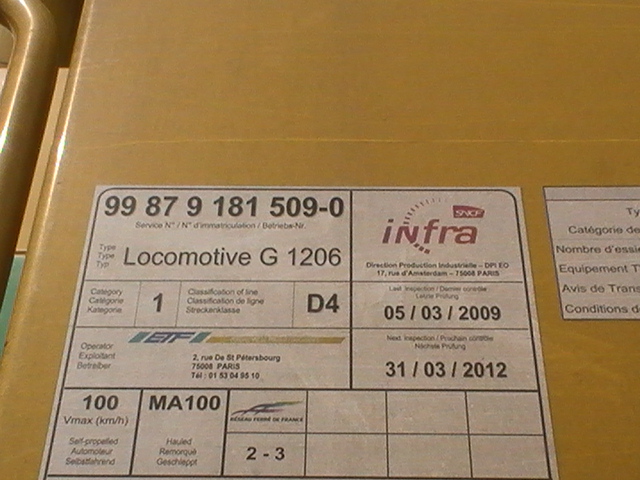 99 87 9 181 509-0
Service N° / N° d'immatriculation / Betriebs-Nr.
Type
Type
Typ
Locomotive G 1206
Category
Catégorie
Kategorie
1
Classification of line
Classification de ligne
Streckenklasse
D4
Operator
Exploitant
Betreiber
ETF
2, rue De St Pétersbourg
75008 PARIS
Tél : 01 53 04 95 10
SNCF
infra
Direction Production Industrielle – DPI EO
17, rue d'Amsterdam – 75008 PARIS
Last Inspection / Dernier contrôle
Letzte Prüfung
05 / 03 / 2009
Next Inspection / Prochain contrôle
Nächste Prüfung
31 / 03 / 2012
100
Vmax (km/h)
Self-propelled
Automoteur
Selbstfahrend
MA100
Hauled
Remorqué
Geschleppt
RÉSEAU FERRÉ DE FRANCE
2 - 3
Ty
Catégorie de
Nombre d'essie
Equipement T
Avis de Trans
Conditions d